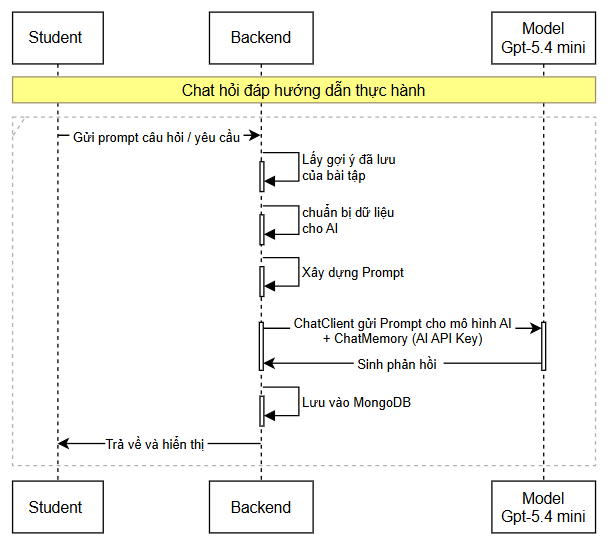 Student
Backend
Model
Gpt-5.4 mini
Chat hỏi đáp hướng dẫn thực hành
Gửi prompt câu hỏi / yêu cầu
Lấy gợi ý đã lưu
của bài tập
chuẩn bị dữ liệu
cho AI
Xây dựng Prompt
ChatClient gửi Prompt cho mô hình AI
+ ChatMemory (AI API Key)
Sinh phản hồi
Lưu vào MongoDB
Trả về và hiển thị
Student
Backend
Model
Gpt-5.4 mini